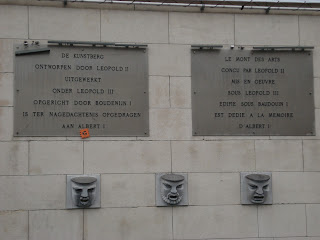 DE KUNSTBERG
ONTWORPEN DOOR LEOPOLD II
UITGEWERKT
ONDER LEOPOLD III
OPGERICHT DOOR BOUDEWIJN I
IS TER NAGEDACHTENIS OPGEDRAGEN
AAN ALBERT I
LE MONT DES ARTS
CONÇU PAR LEOPOLD II
MIS EN OEUVRE
SOUS LEOPOLD III
EDIFIE SOUS BAUDOUIN I
EST DEDIE A LA MEMOIRE
D'ALBERT I